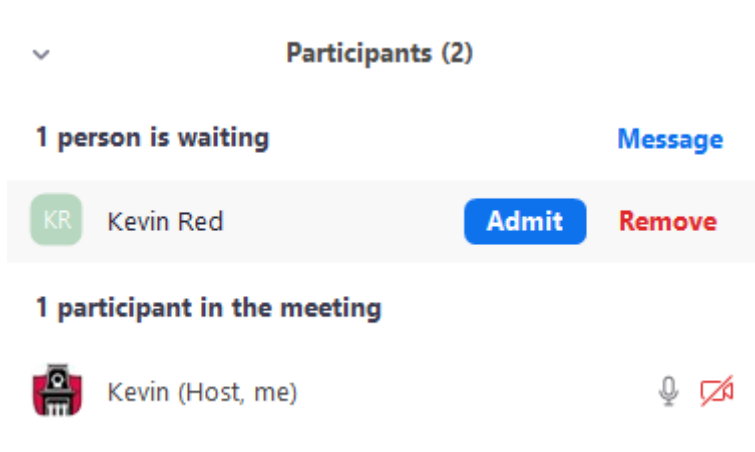 Participants (2)
1 person is waiting Message
KR Kevin Red Admit Remove
1 participant in the meeting
Kevin (Host, me)